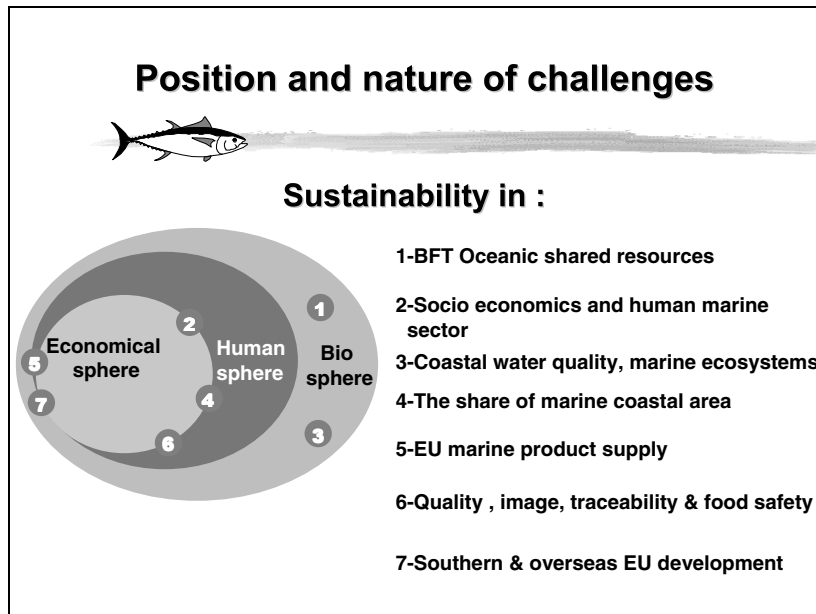 Position and nature of challenges
Sustainability in :
1-BFT Oceanic shared resources
2-Socio economics and human marine
sector
3-Coastal water quality, marine ecosystems
4-The share of marine coastal area
5-EU marine product supply
6-Quality , image, traceability & food safety
7-Southern & overseas EU development
Economical
sphere
Human
sphere
Bio
sphere
1
2
3
4
5
6
7